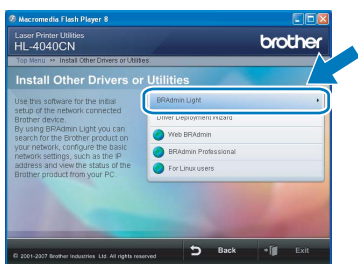 Macromedia Flash Player 8
Laser Printer Utilities
HL-4040CN
brother
Top Menu >> Install Other Drivers or Utilities
Install Other Drivers or Utilities
Use this software for the initial
setup of the network connected
Brother device.
By using BRAdmin Light you can
search for the Brother product on
your network, configure the basic
network settings, such as the IP
address and view the status of the
Brother product from your PC.
BRAdmin Light
Driver Deployment Wizard
Web BRAdmin
BRAdmin Professional
For Linux users
© 2001-2007 Brother Industries Ltd. All rights reserved
Back
Exit